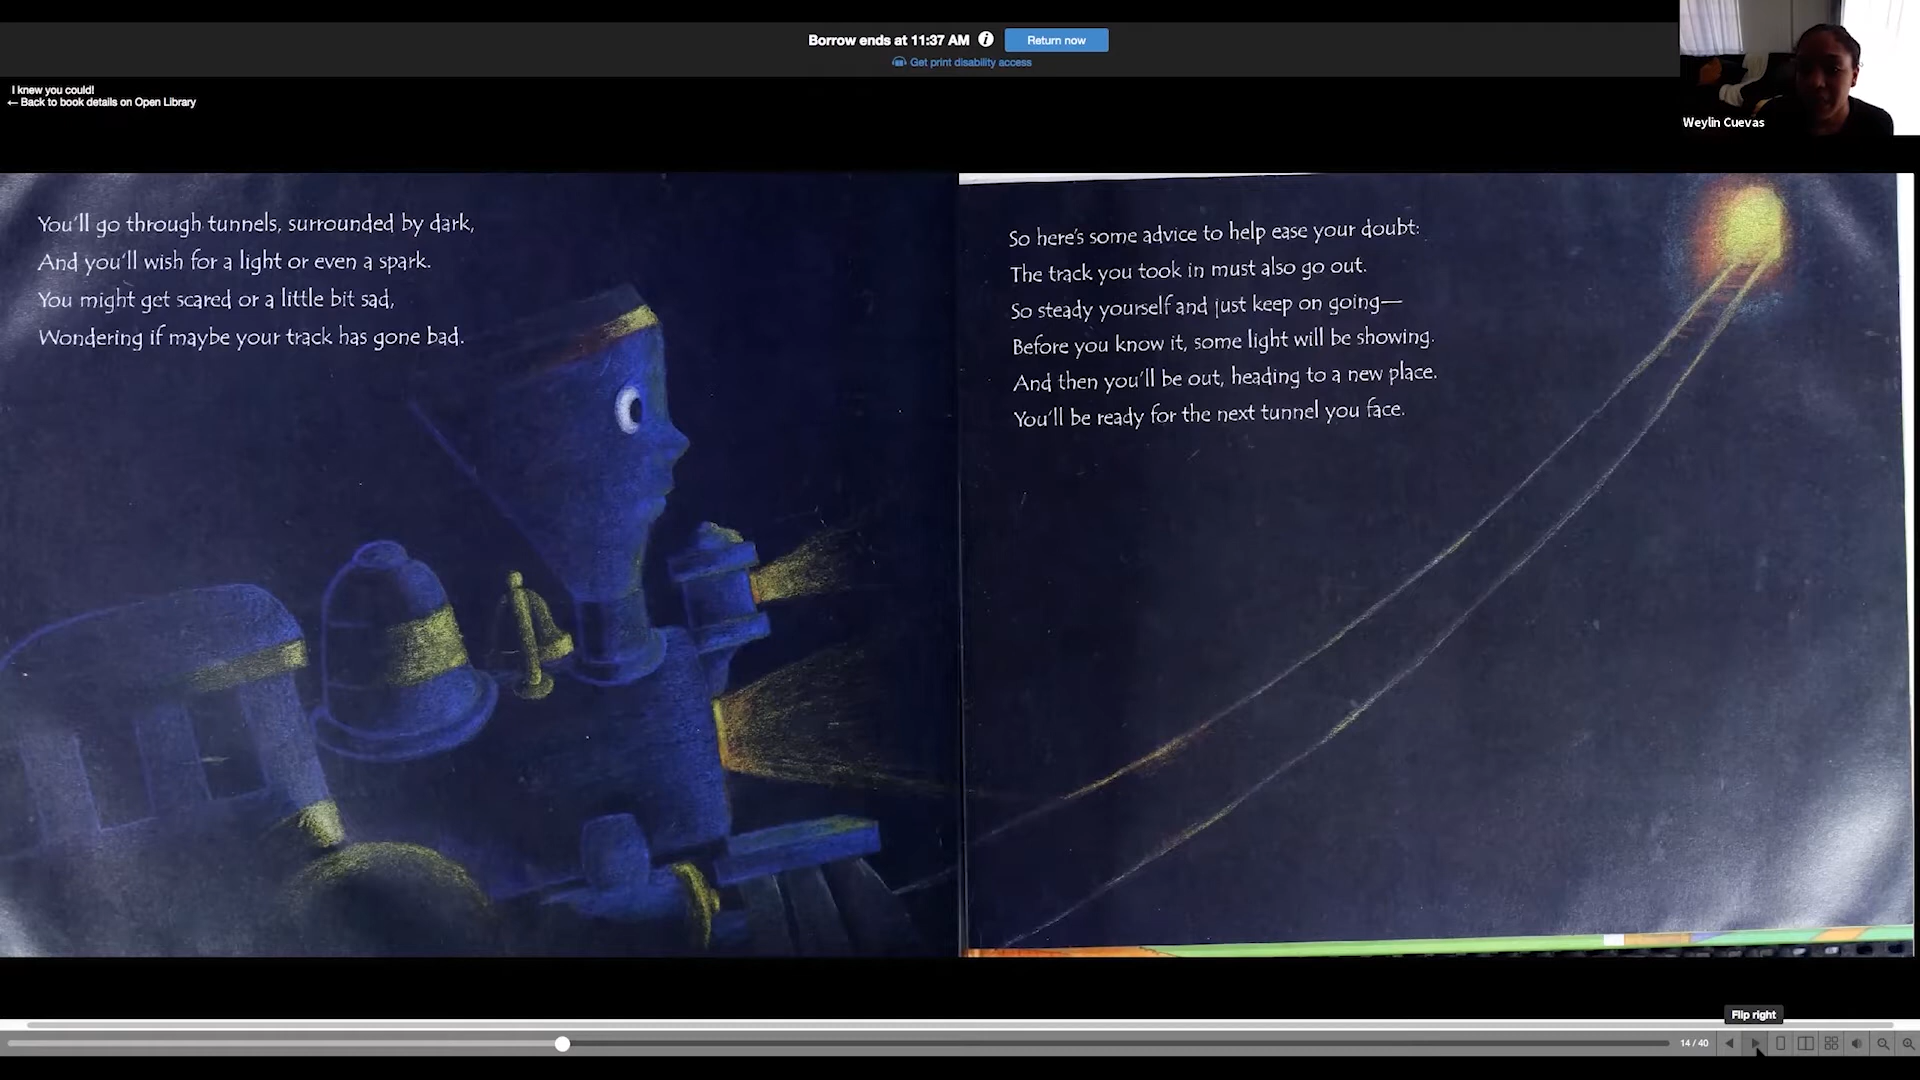 Borrow ends at 11:37 AM
Return now
Get print disability access
I knew you could!
← Back to book details on Open Library
Weylin Cuevas
You'll go through tunnels, surrounded by dark,
And you'll wish for a light or even a spark.
You might get scared or a little bit sad,
Wondering if maybe your track has gone bad.
So here's some advice to help ease your doubt:
The track you took in must also go out.
So steady yourself and just keep on going—
Before you know it, some light will be showing.
And then you'll be out, heading to a new place.
You'll be ready for the next tunnel you face.
Flip right
14 / 40